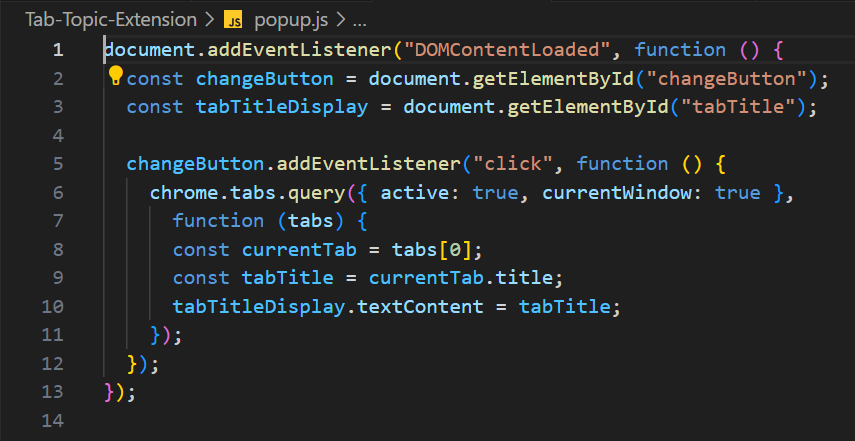 Tab-Topic-Extension > JS popup.js > ...
1 document.addEventListener("DOMContentLoaded", function () {
2   const changeButton = document.getElementById("changeButton");
3   const tabTitleDisplay = document.getElementById("tabTitle");
4
5   changeButton.addEventListener("click", function () {
6     chrome.tabs.query({ active: true, currentWindow: true },
7       function (tabs) {
8       const currentTab = tabs[0];
9       const tabTitle = currentTab.title;
10       tabTitleDisplay.textContent = tabTitle;
11     });
12   });
13 });
14